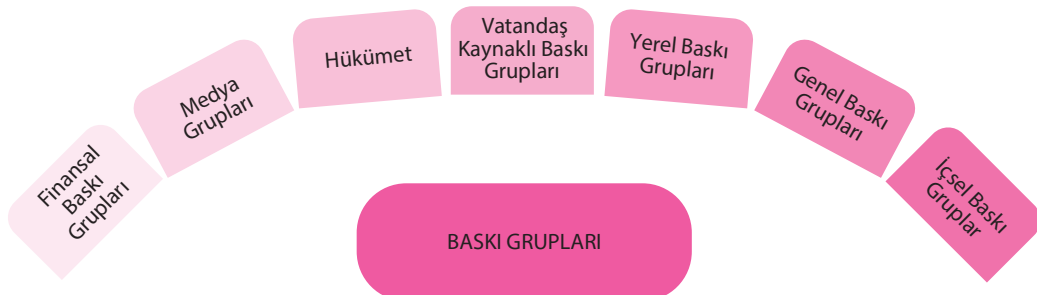 Finansal
Baskı
Grupları
Medya
Grupları
Hükümet
Vatandaş
Kaynaklı Baskı
Grupları
Yerel Baskı
Grupları
Genel Baskı
Grupları
İçsel Baskı
Gruplar
BASKI GRUPLARI